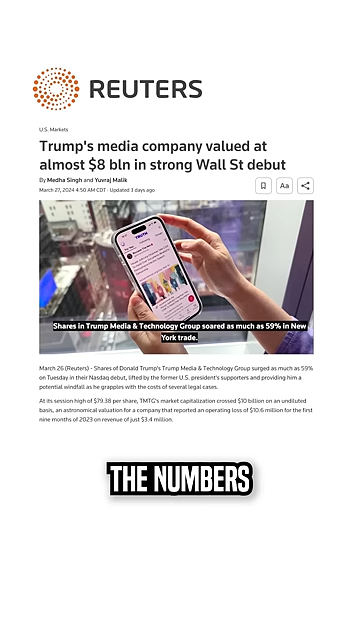 REUTERS
U.S. Markets
Trump's media company valued at
almost $8 bln in strong Wall St debut
By Medha Singh and Yuvraj Malik
March 27, 2024 4:50 AM CDT · Updated 3 days ago
Aa
TRUTH
Shares in Trump Media & Technology Group soared as much as 59% in New
York trade.
March 26 (Reuters) - Shares of Donald Trump's Trump Media & Technology Group surged as much as 59%
on Tuesday in their Nasdaq debut, lifted by the former U.S. president's supporters and providing him a
potential windfall as he grapples with the costs of several legal cases.
At its session high of $79.38 per share, TMTG's market capitalization crossed $10 billion on an undiluted
basis, an astronomical valuation for a company that reported an operating loss of $10.6 million for the first
nine months of 2023 on revenue of just $3.4 million.
THE NUMBERS